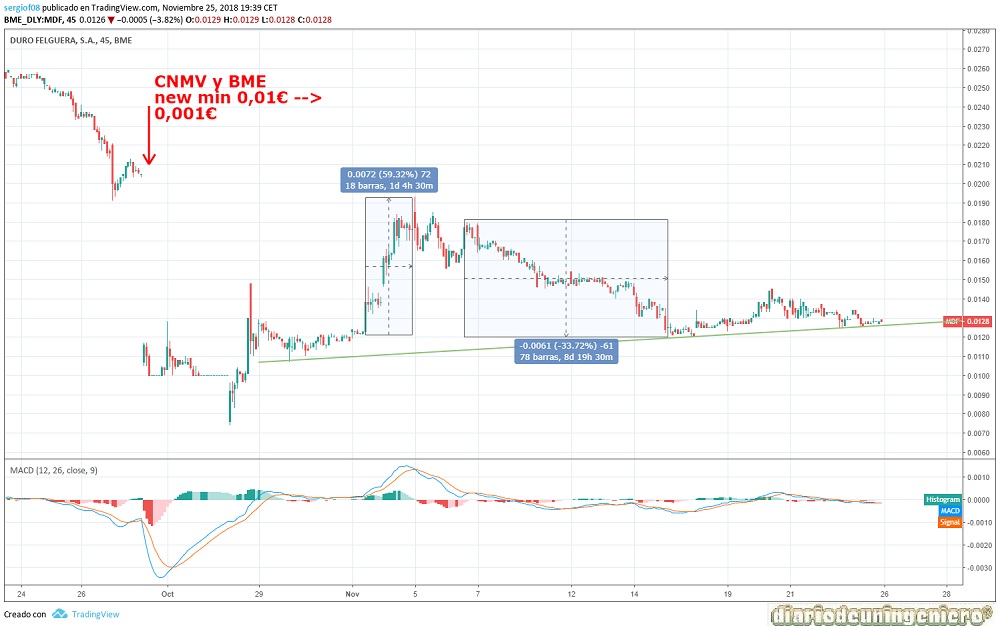 sergiof08 publicado en TradingView.com, Noviembre 25, 2018 19:39 CET
BME_DLY:MDF, 45 0.0126 ▼ −0.0005 (−3.82%) O:0.0129 H:0.0129 L:0.0128 C:0.0128
DURO FELGUERA, S.A., 45, BME
CNMV y BME
new min 0,01€ -->
0,001€
0.0072 (59.32%) 72
18 barras, 1d 4h 30m
-0.0061 (-33.72%) -61
78 barras, 8d 19h 30m
0.0280
0.0270
0.0260
0.0250
0.0240
0.0230
0.0220
0.0210
0.0200
0.0190
0.0180
0.0170
0.0160
0.0150
0.0140
0.0130
MDF 0.0128
0.0120
0.0110
0.0100
0.0090
0.0080
0.0070
0.0060
MACD (12, 26, close, 9)
0.0010
0.0000
-0.0010
-0.0020
-0.0030
Histogram
MACD
Signal
24 26 Oct 29 Nov 5 7 12 14 19 21 26 28
Creado con TradingView
diariodeuningeniero